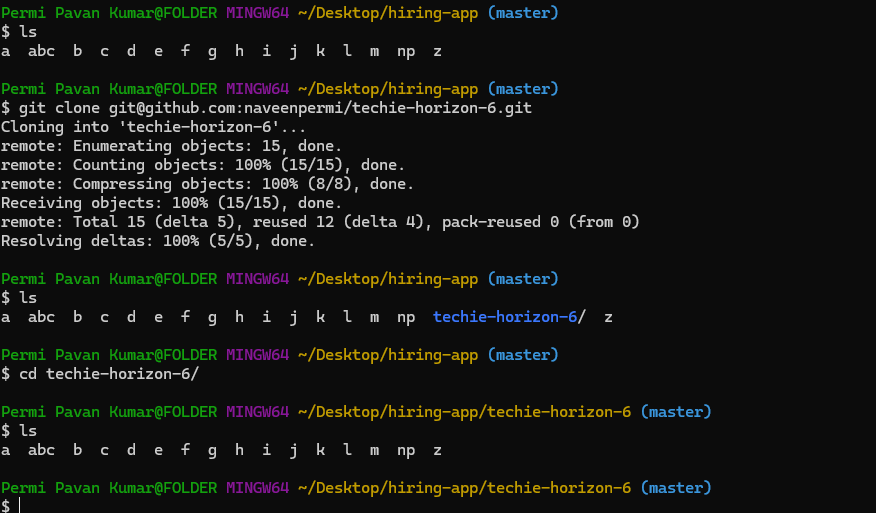 Permi Pavan Kumar@FOLDER MINGW64 ~/Desktop/hiring-app (master)
$ ls
a  abc  b  c  d  e  f  g  h  i  j  k  l  m  np  z
Permi Pavan Kumar@FOLDER MINGW64 ~/Desktop/hiring-app (master)
$ git clone git@github.com:naveenpermi/techie-horizon-6.git
Cloning into 'techie-horizon-6'...
remote: Enumerating objects: 15, done.
remote: Counting objects: 100% (15/15), done.
remote: Compressing objects: 100% (8/8), done.
Receiving objects: 100% (15/15), done.
remote: Total 15 (delta 5), reused 12 (delta 4), pack-reused 0 (from 0)
Resolving deltas: 100% (5/5), done.
Permi Pavan Kumar@FOLDER MINGW64 ~/Desktop/hiring-app (master)
$ ls
a  abc  b  c  d  e  f  g  h  i  j  k  l  m  np  techie-horizon-6/  z
Permi Pavan Kumar@FOLDER MINGW64 ~/Desktop/hiring-app (master)
$ cd techie-horizon-6/
Permi Pavan Kumar@FOLDER MINGW64 ~/Desktop/hiring-app/techie-horizon-6 (master)
$ ls
a  abc  b  c  d  e  f  g  h  i  j  k  l  m  np  z
Permi Pavan Kumar@FOLDER MINGW64 ~/Desktop/hiring-app/techie-horizon-6 (master)
$